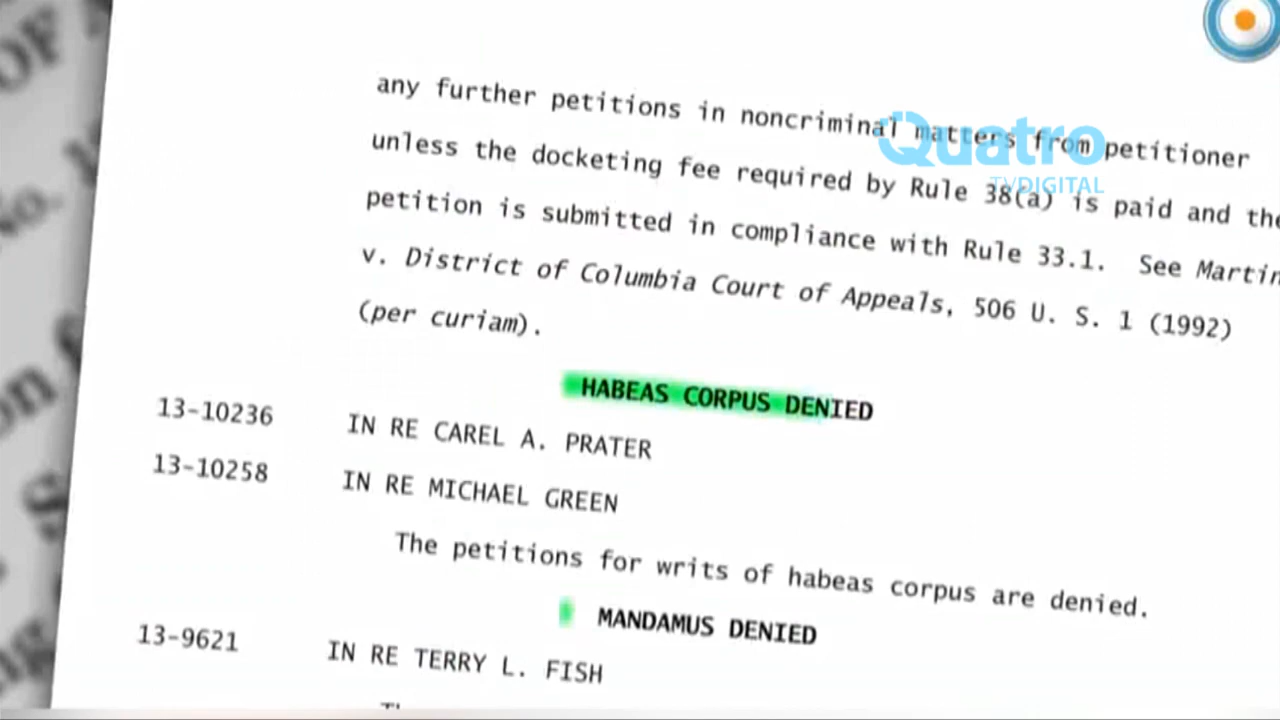 any further petitions in noncriminal matters from petitioner
unless the docketing fee required by Rule 38(a) is paid and the
petition is submitted in compliance with Rule 33.1. See Martin
v. District of Columbia Court of Appeals, 506 U. S. 1 (1992)
(per curiam).
Quatro
TVDIGITAL
HABEAS CORPUS DENIED
13-10236 IN RE CAREL A. PRATER
13-10258 IN RE MICHAEL GREEN
The petitions for writs of habeas corpus are denied.
MANDAMUS DENIED
13-9621 IN RE TERRY L. FISH